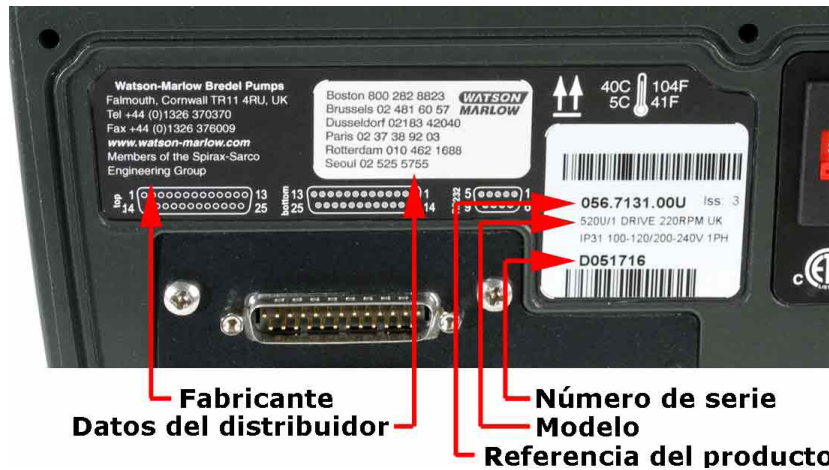 Watson-Marlow Bredel Pumps
Falmouth, Cornwall TR11 4RU, UK
Tel +44 (0)1326 370370
Fax +44 (0)1326 376009
www.watson-marlow.com
Members of the Spirax-Sarco
Engineering Group
Boston 800 282 8823
Brussels 02 481 60 57
Dusseldorf 02183 42040
Paris 02 37 38 92 03
Rotterdam 010 462 1688
Seoul 02 525 5755
WATSON
MARLOW
40C 104F
5C 41F
top 1 13
14 25
bottom 13 1
25 14
5 1
9
056.7131.00U Iss: 3
520U/1 DRIVE 220RPM UK
IP31 100-120/200-240V 1PH
D051716
C
Fabricante
Datos del distribuidor
Número de serie
Modelo
Referencia del producto